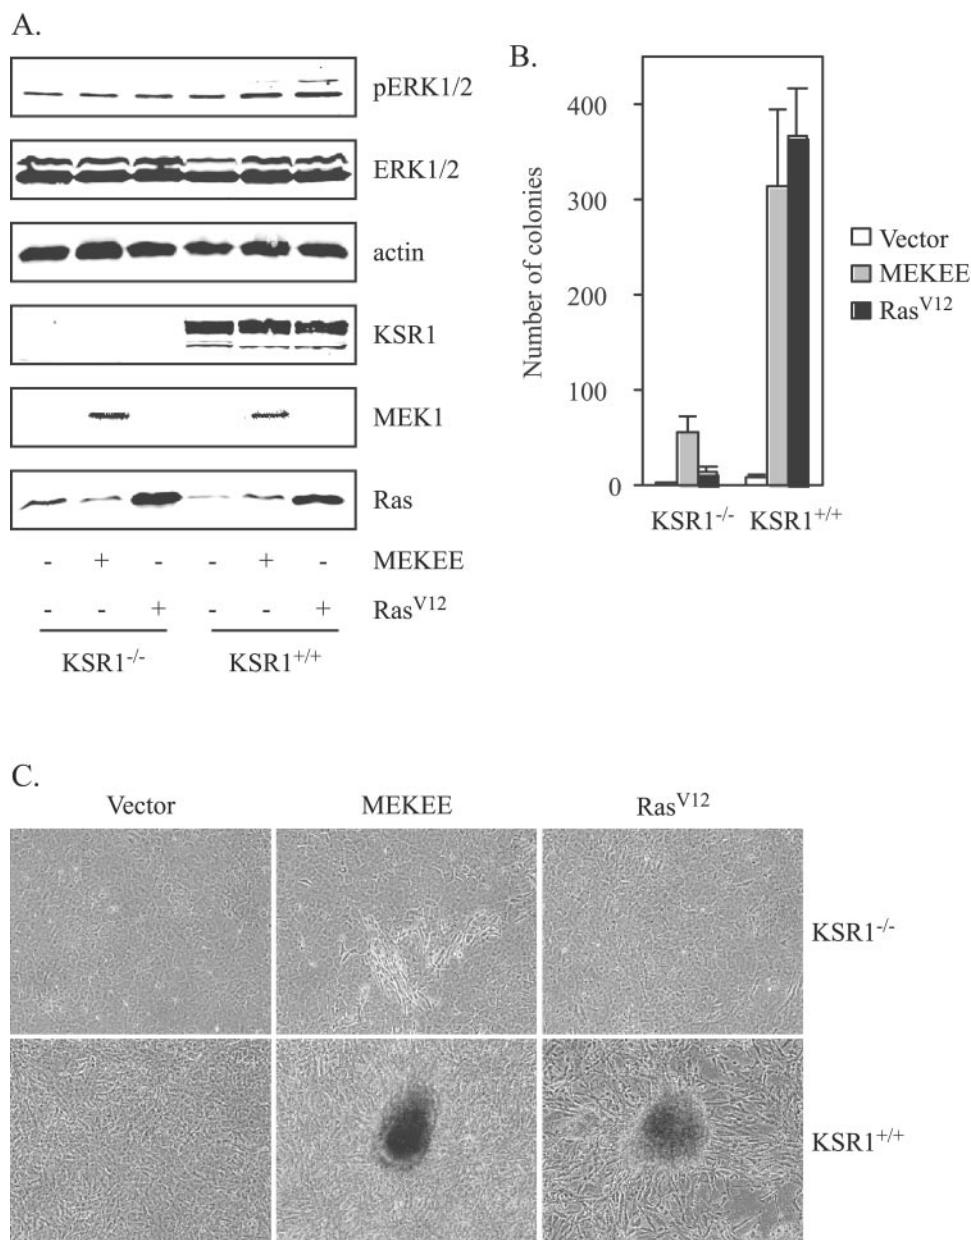 A.
pERK1/2
ERK1/2
actin
KSR1
MEK1
Ras
- + - - + - MEKEE
- - + - - + Ras^V12
KSR1^-/- KSR1^+/+
B.
Number of colonies
400
300
200
100
0
KSR1^-/- KSR1^+/+
Vector
MEKEE
Ras^V12
C.
Vector MEKEE Ras^V12
KSR1^-/-
KSR1^+/+